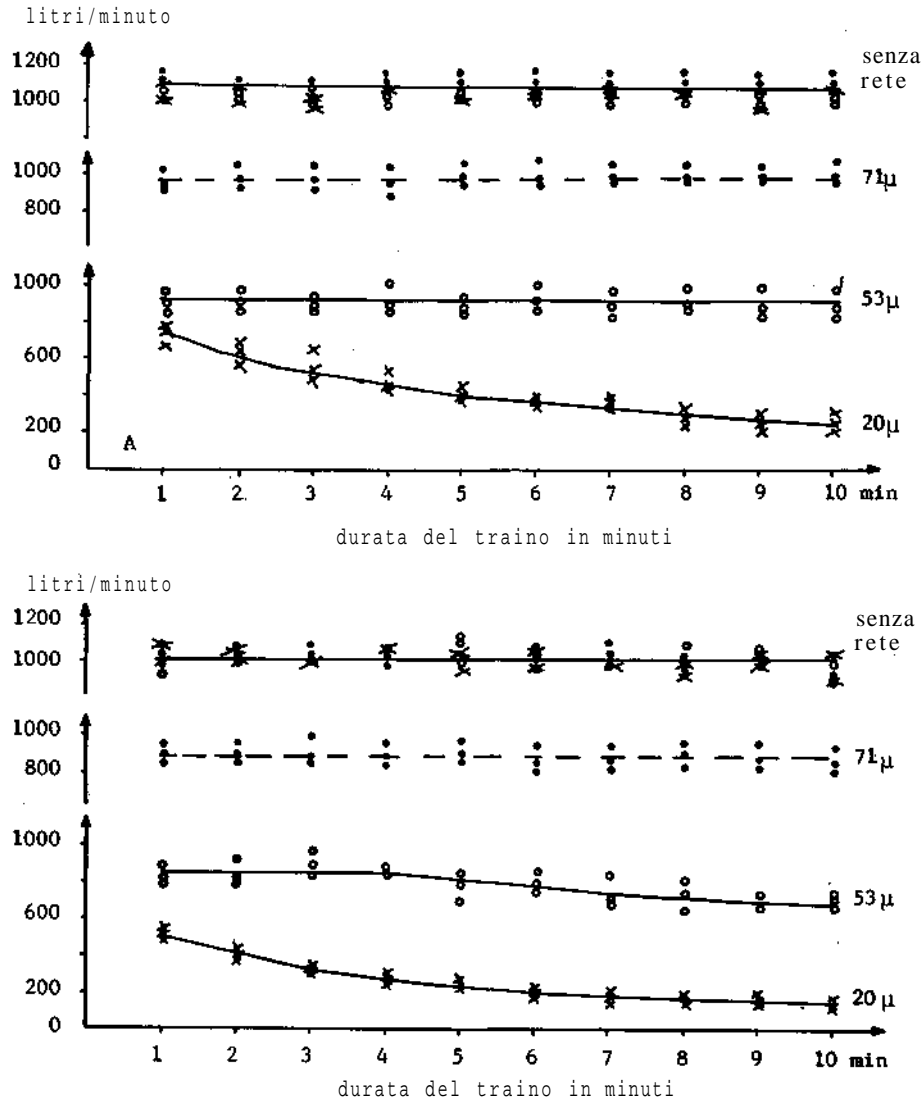 litri/minuto
1200
1000
senza
rete
1000
800
71μ
1000
600
200
0
53μ
20μ
A
1 2 3 4 5 6 7 8 9 10 min
durata del traino in minuti
litri/minuto
1200
1000
senza
rete
1000
800
71μ
1000
600
200
0
53μ
20μ
1 2 3 4 5 6 7 8 9 10 min
durata del traino in minuti